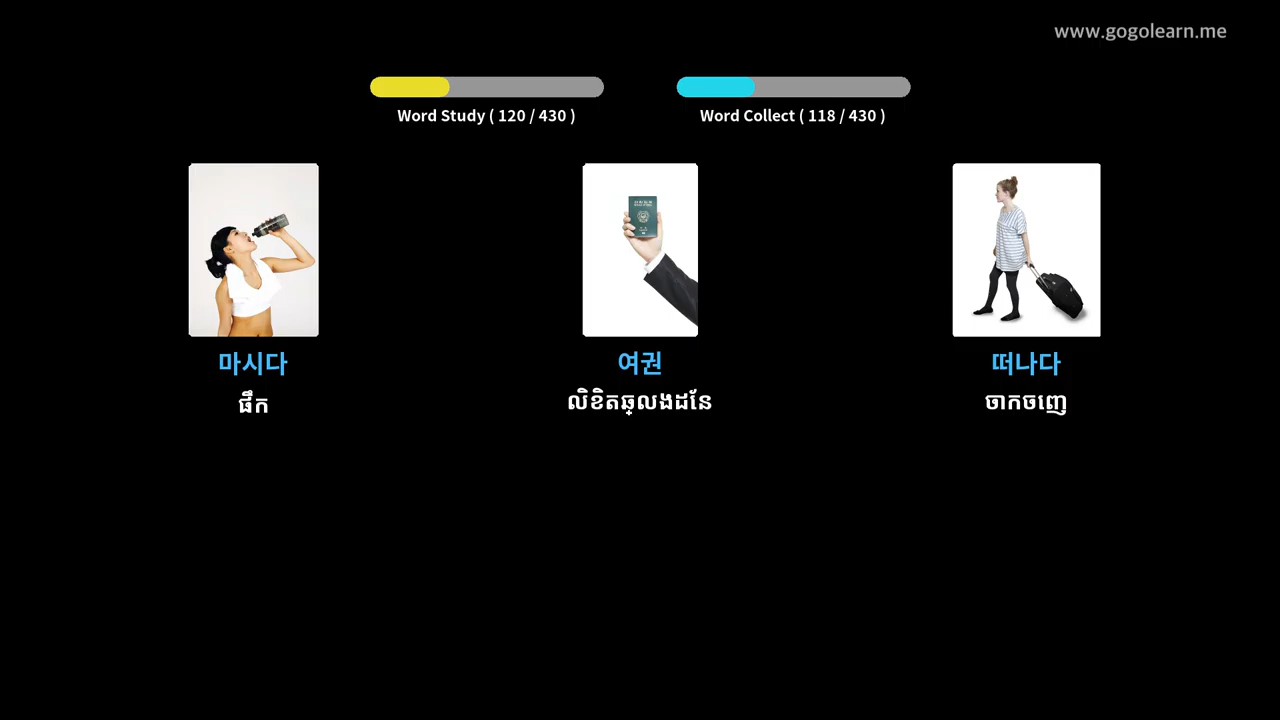 www.gogolearn.me
Word Study ( 120 / 430 )
Word Collect ( 118 / 430 )
마시다
여권
떠나다
ផឹក
លិខិតឆ្លងដែន
ចាកចេញ